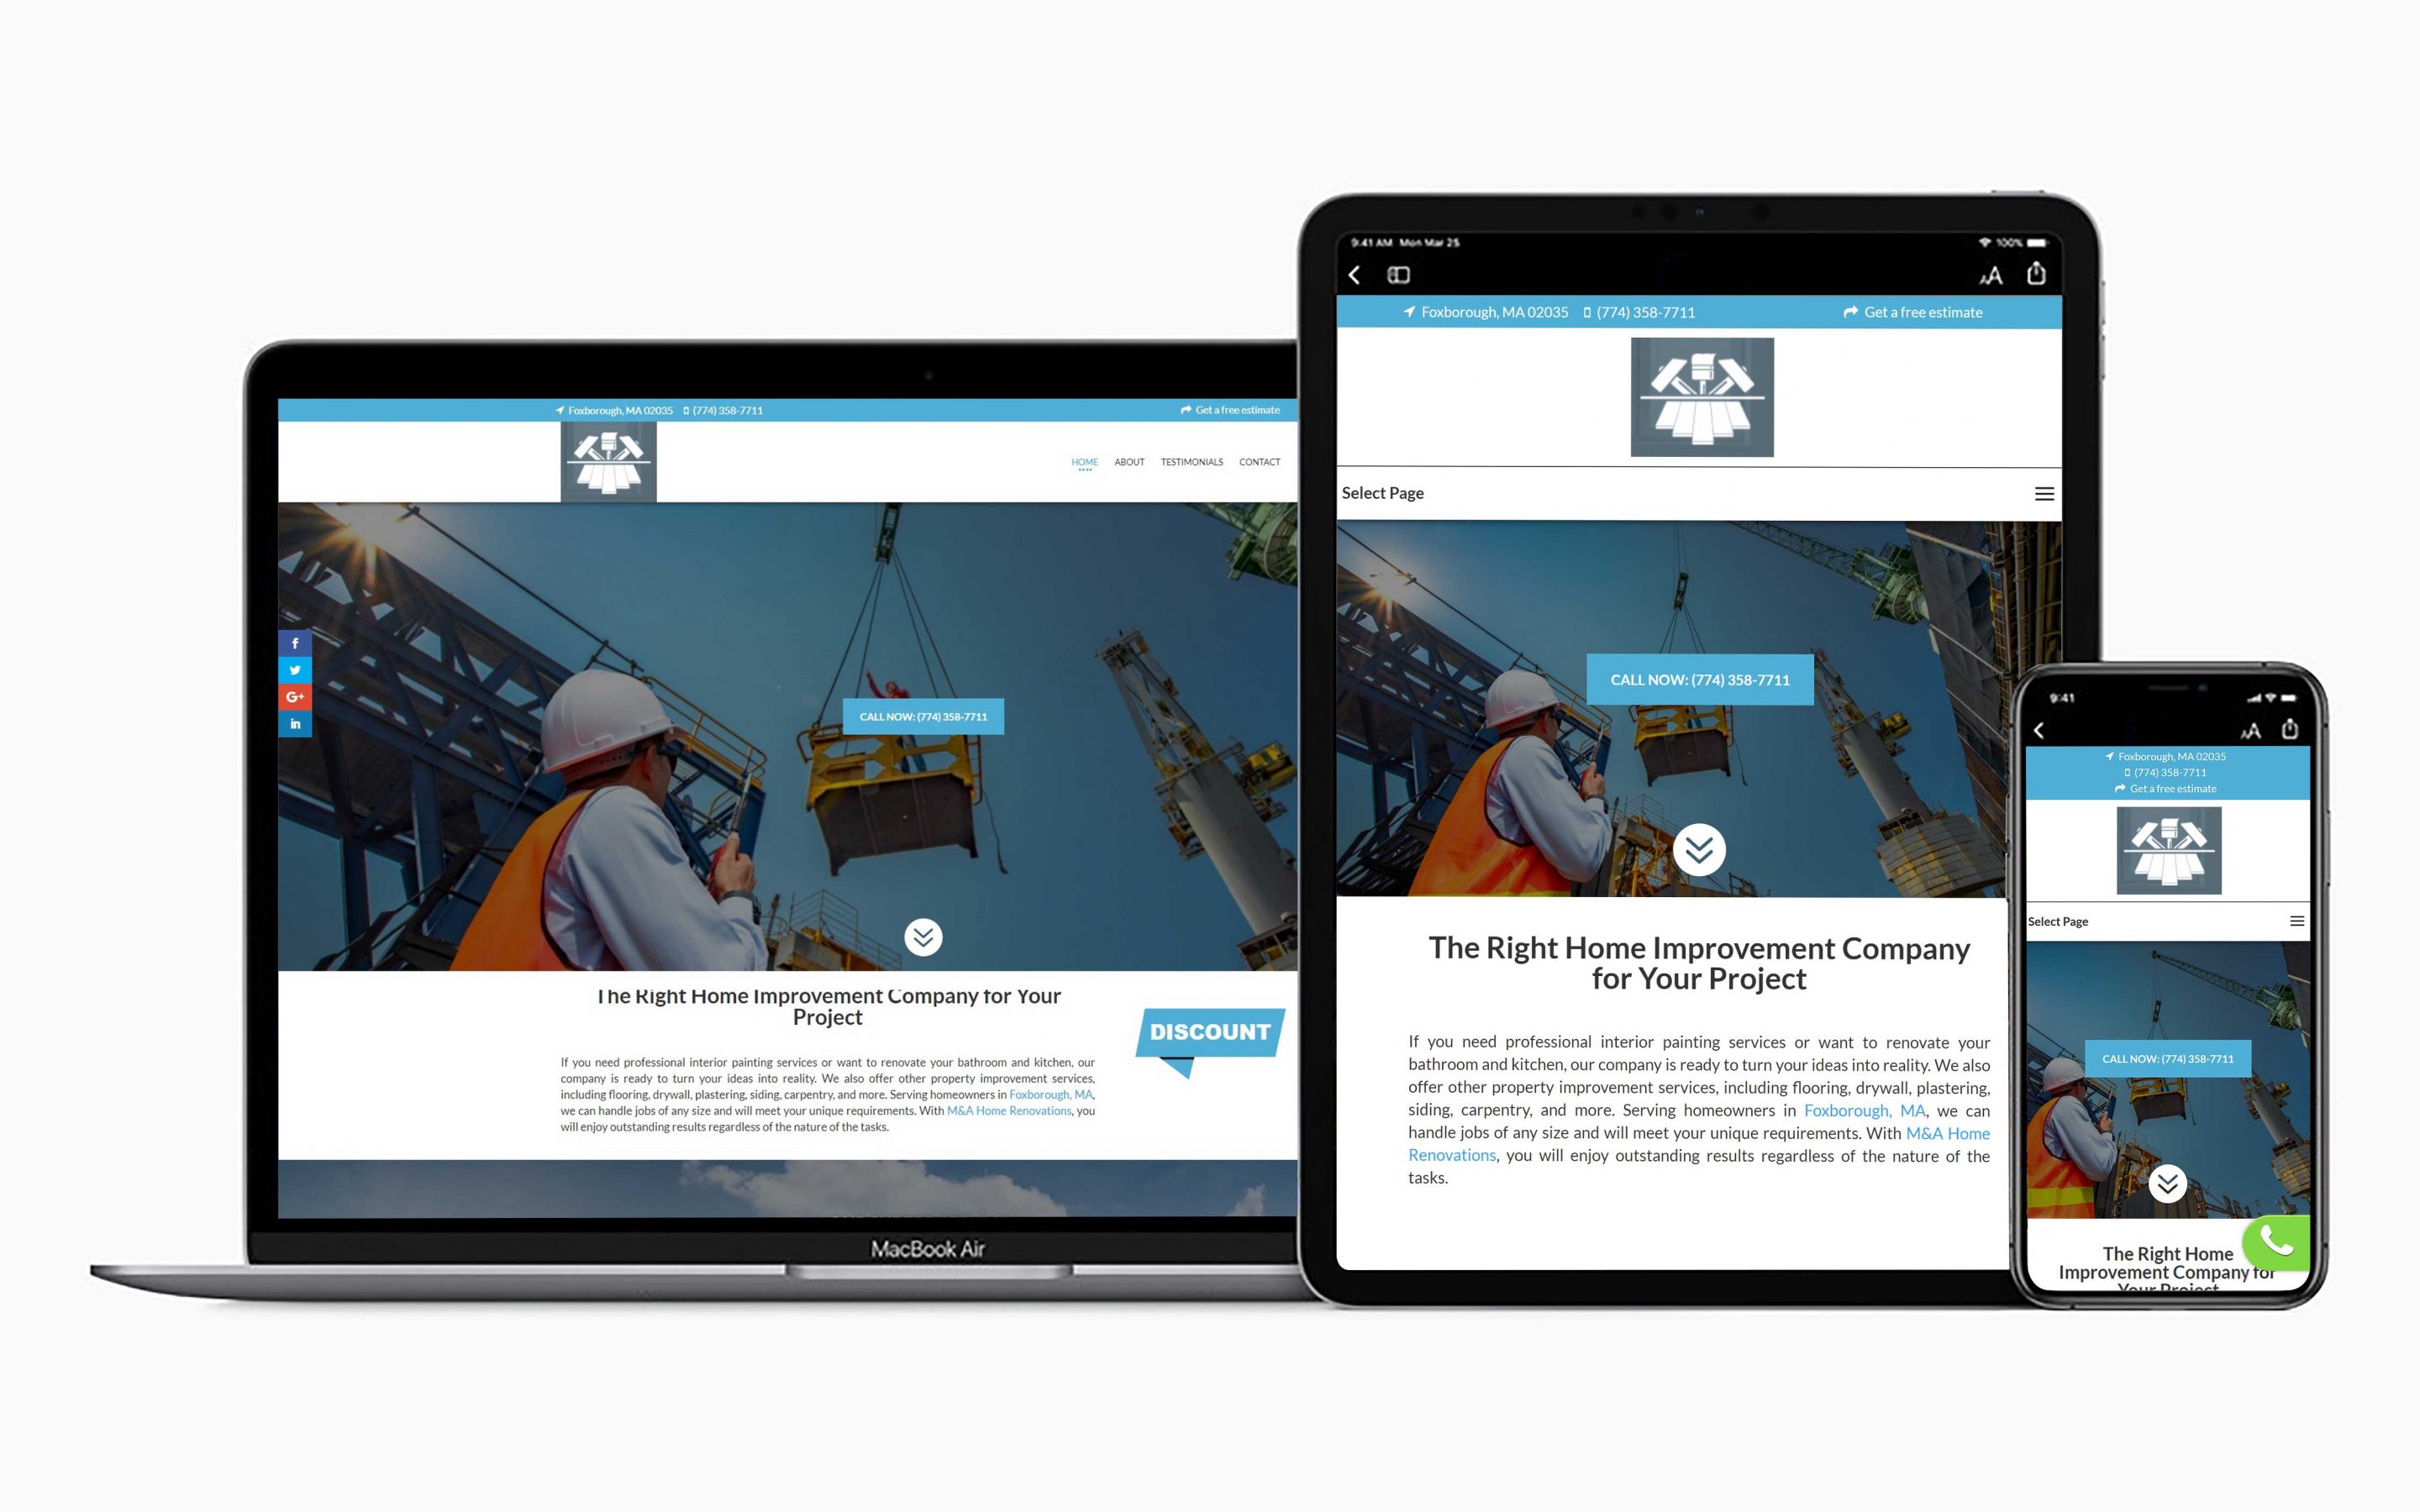 Foxborough, MA 02035 (774) 358-7711 Get a free estimate
HOME ABOUT TESTIMONIALS CONTACT
f
G+
in
CALL NOW: (774) 358-7711
The Right Home Improvement Company for Your
Project
DISCOUNT
If you need professional interior painting services or want to renovate your bathroom and kitchen, our
company is ready to turn your ideas into reality. We also offer other property improvement services,
including flooring, drywall, plastering, siding, carpentry, and more. Serving homeowners in Foxborough, MA,
we can handle jobs of any size and will meet your unique requirements. With M&A Home Renovations, you
will enjoy outstanding results regardless of the nature of the tasks.
MacBook Air
9:41 AM Mon Mar 25 100%
AA
Foxborough, MA 02035 (774) 358-7711 Get a free estimate
Select Page
CALL NOW: (774) 358-7711
The Right Home Improvement Company
for Your Project
If you need professional interior painting services or want to renovate your
bathroom and kitchen, our company is ready to turn your ideas into reality. We also
offer other property improvement services, including flooring, drywall, plastering,
siding, carpentry, and more. Serving homeowners in Foxborough, MA, we can
handle jobs of any size and will meet your unique requirements. With M&A Home
Renovations, you will enjoy outstanding results regardless of the nature of the
tasks.
9:41
AA
Foxborough, MA 02035
(774) 358-7711
Get a free estimate
Select Page
CALL NOW: (774) 358-7711
The Right Home
Improvement Company for
Your Project